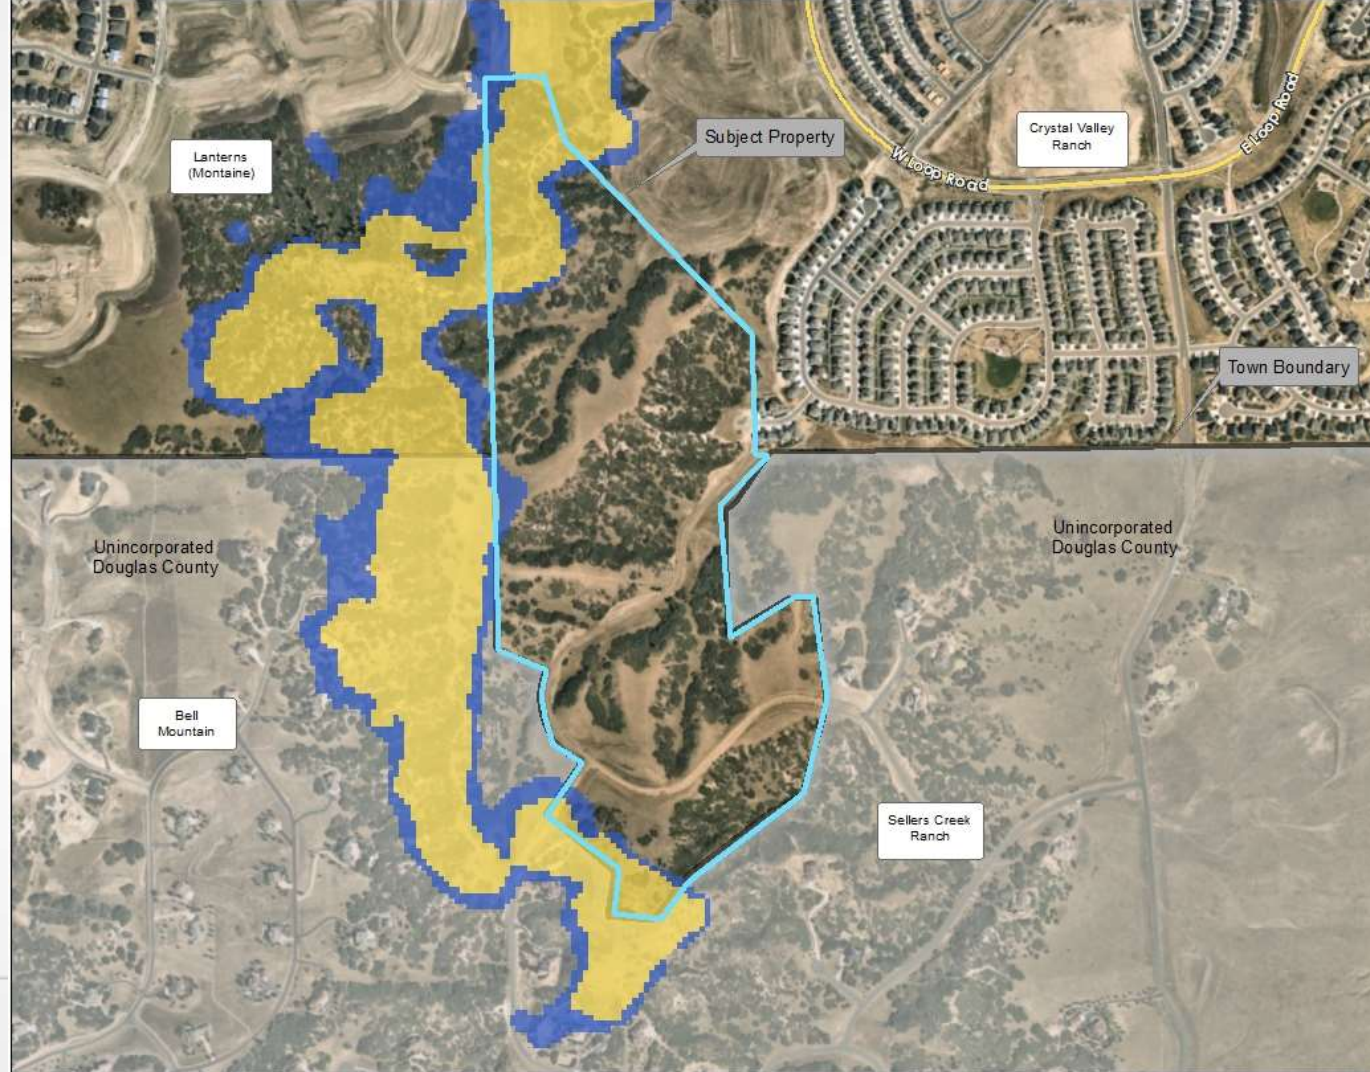 Subject Property
Crystal Valley
Ranch
E Loop Road
W Loop Road
Lanterns
(Montaine)
Town Boundary
Unincorporated
Douglas County
Unincorporated
Douglas County
Bell
Mountain
Sellers Creek
Ranch